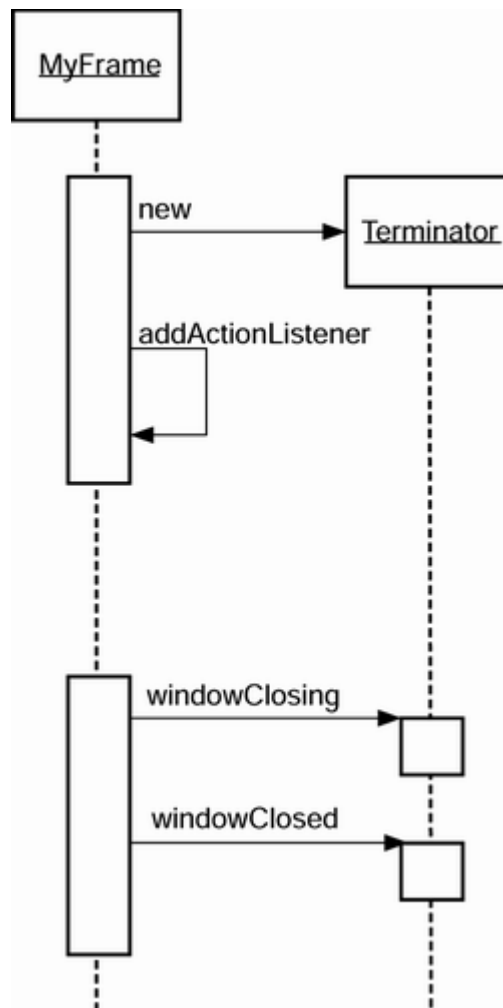 MyFrame
new
Terminator
addActionListener
windowClosing
windowClosed